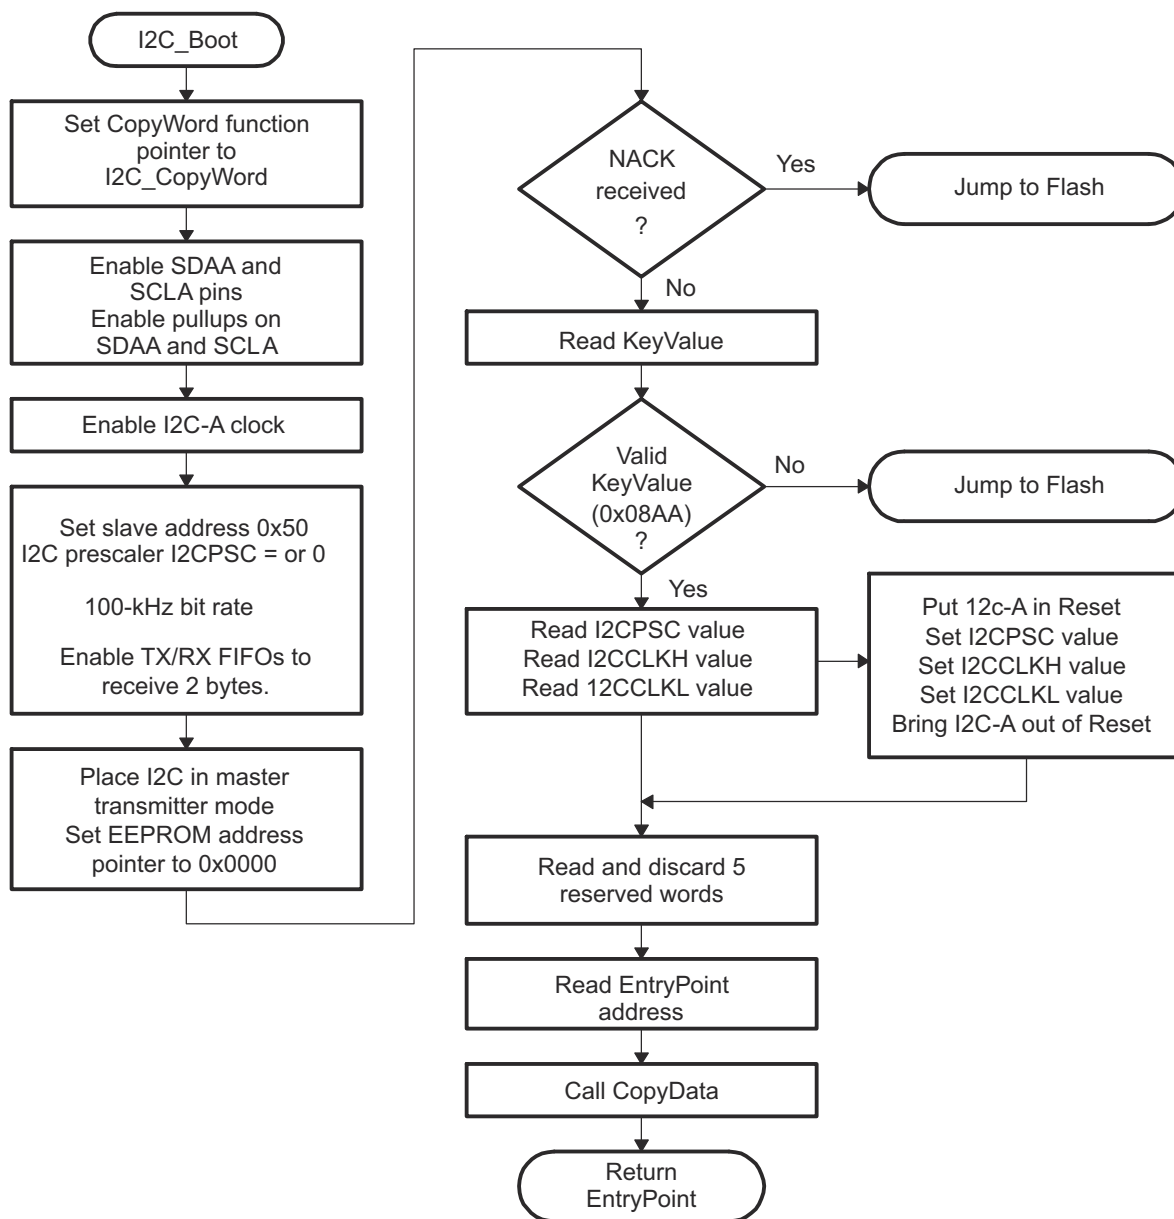 I2C_Boot
Set CopyWord function
pointer to
I2C_CopyWord
Enable SDAA and
SCLA pins
Enable pullups on
SDAA and SCLA
Enable I2C-A clock
Set slave address 0x50
I2C prescaler I2CPSC = or 0
100-kHz bit rate
Enable TX/RX FIFOs to
receive 2 bytes.
Place I2C in master
transmitter mode
Set EEPROM address
pointer to 0x0000
NACK
received
?
Yes
Jump to Flash
No
Read KeyValue
Valid
KeyValue
(0x08AA)
?
No
Jump to Flash
Yes
Read I2CPSC value
Read I2CCLKH value
Read 12CCLKL value
Put 12c-A in Reset
Set I2CPSC value
Set I2CCLKH value
Set I2CCLKL value
Bring I2C-A out of Reset
Read and discard 5
reserved words
Read EntryPoint
address
Call CopyData
Return
EntryPoint